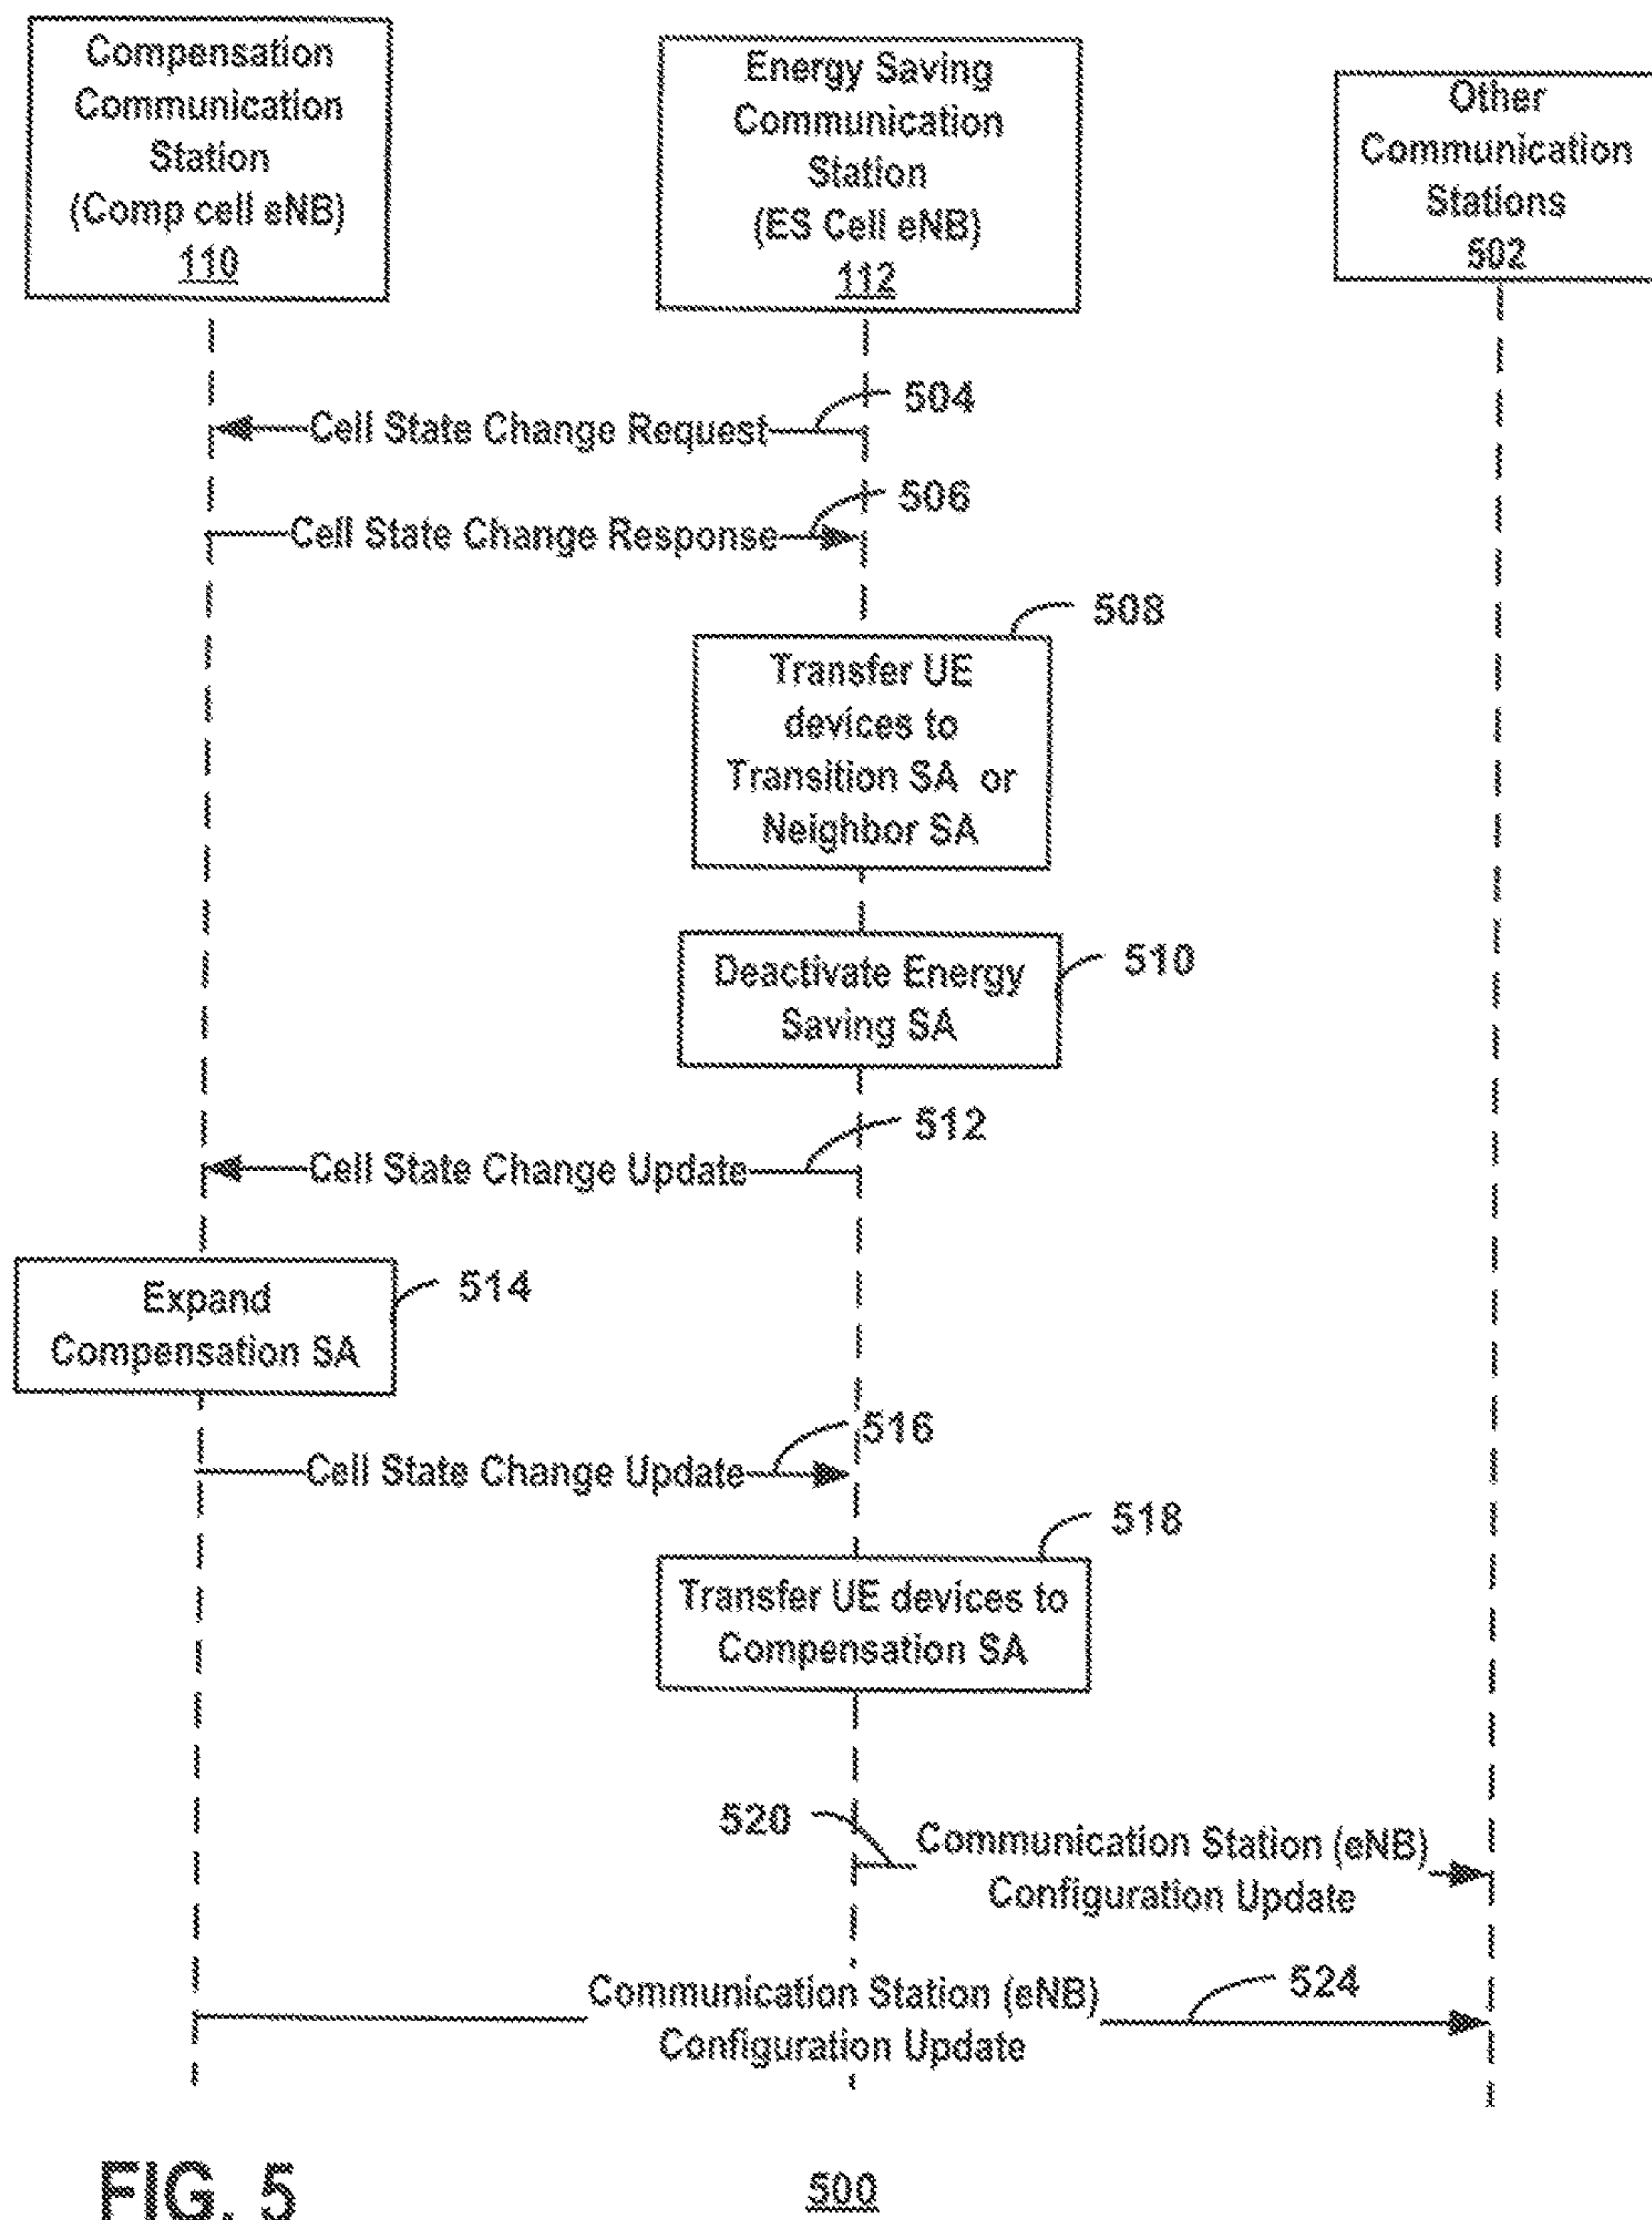 Compensation
Communication
Station
(Comp cell eNB)
110
Energy Saving
Communication
Station
(ES Cell eNB)
112
Other
Communication
Stations
502
504
Cell State Change Request
506
Cell State Change Response
508
Transfer UE
devices to
Transition SA or
Neighbor SA
510
Deactivate Energy
Saving SA
512
Cell State Change Update
514
Expand
Compensation SA
516
Cell State Change Update
518
Transfer UE devices to
Compensation SA
520
Communication Station (eNB)
Configuration Update
524
Communication Station (eNB)
Configuration Update
FIG. 5
500